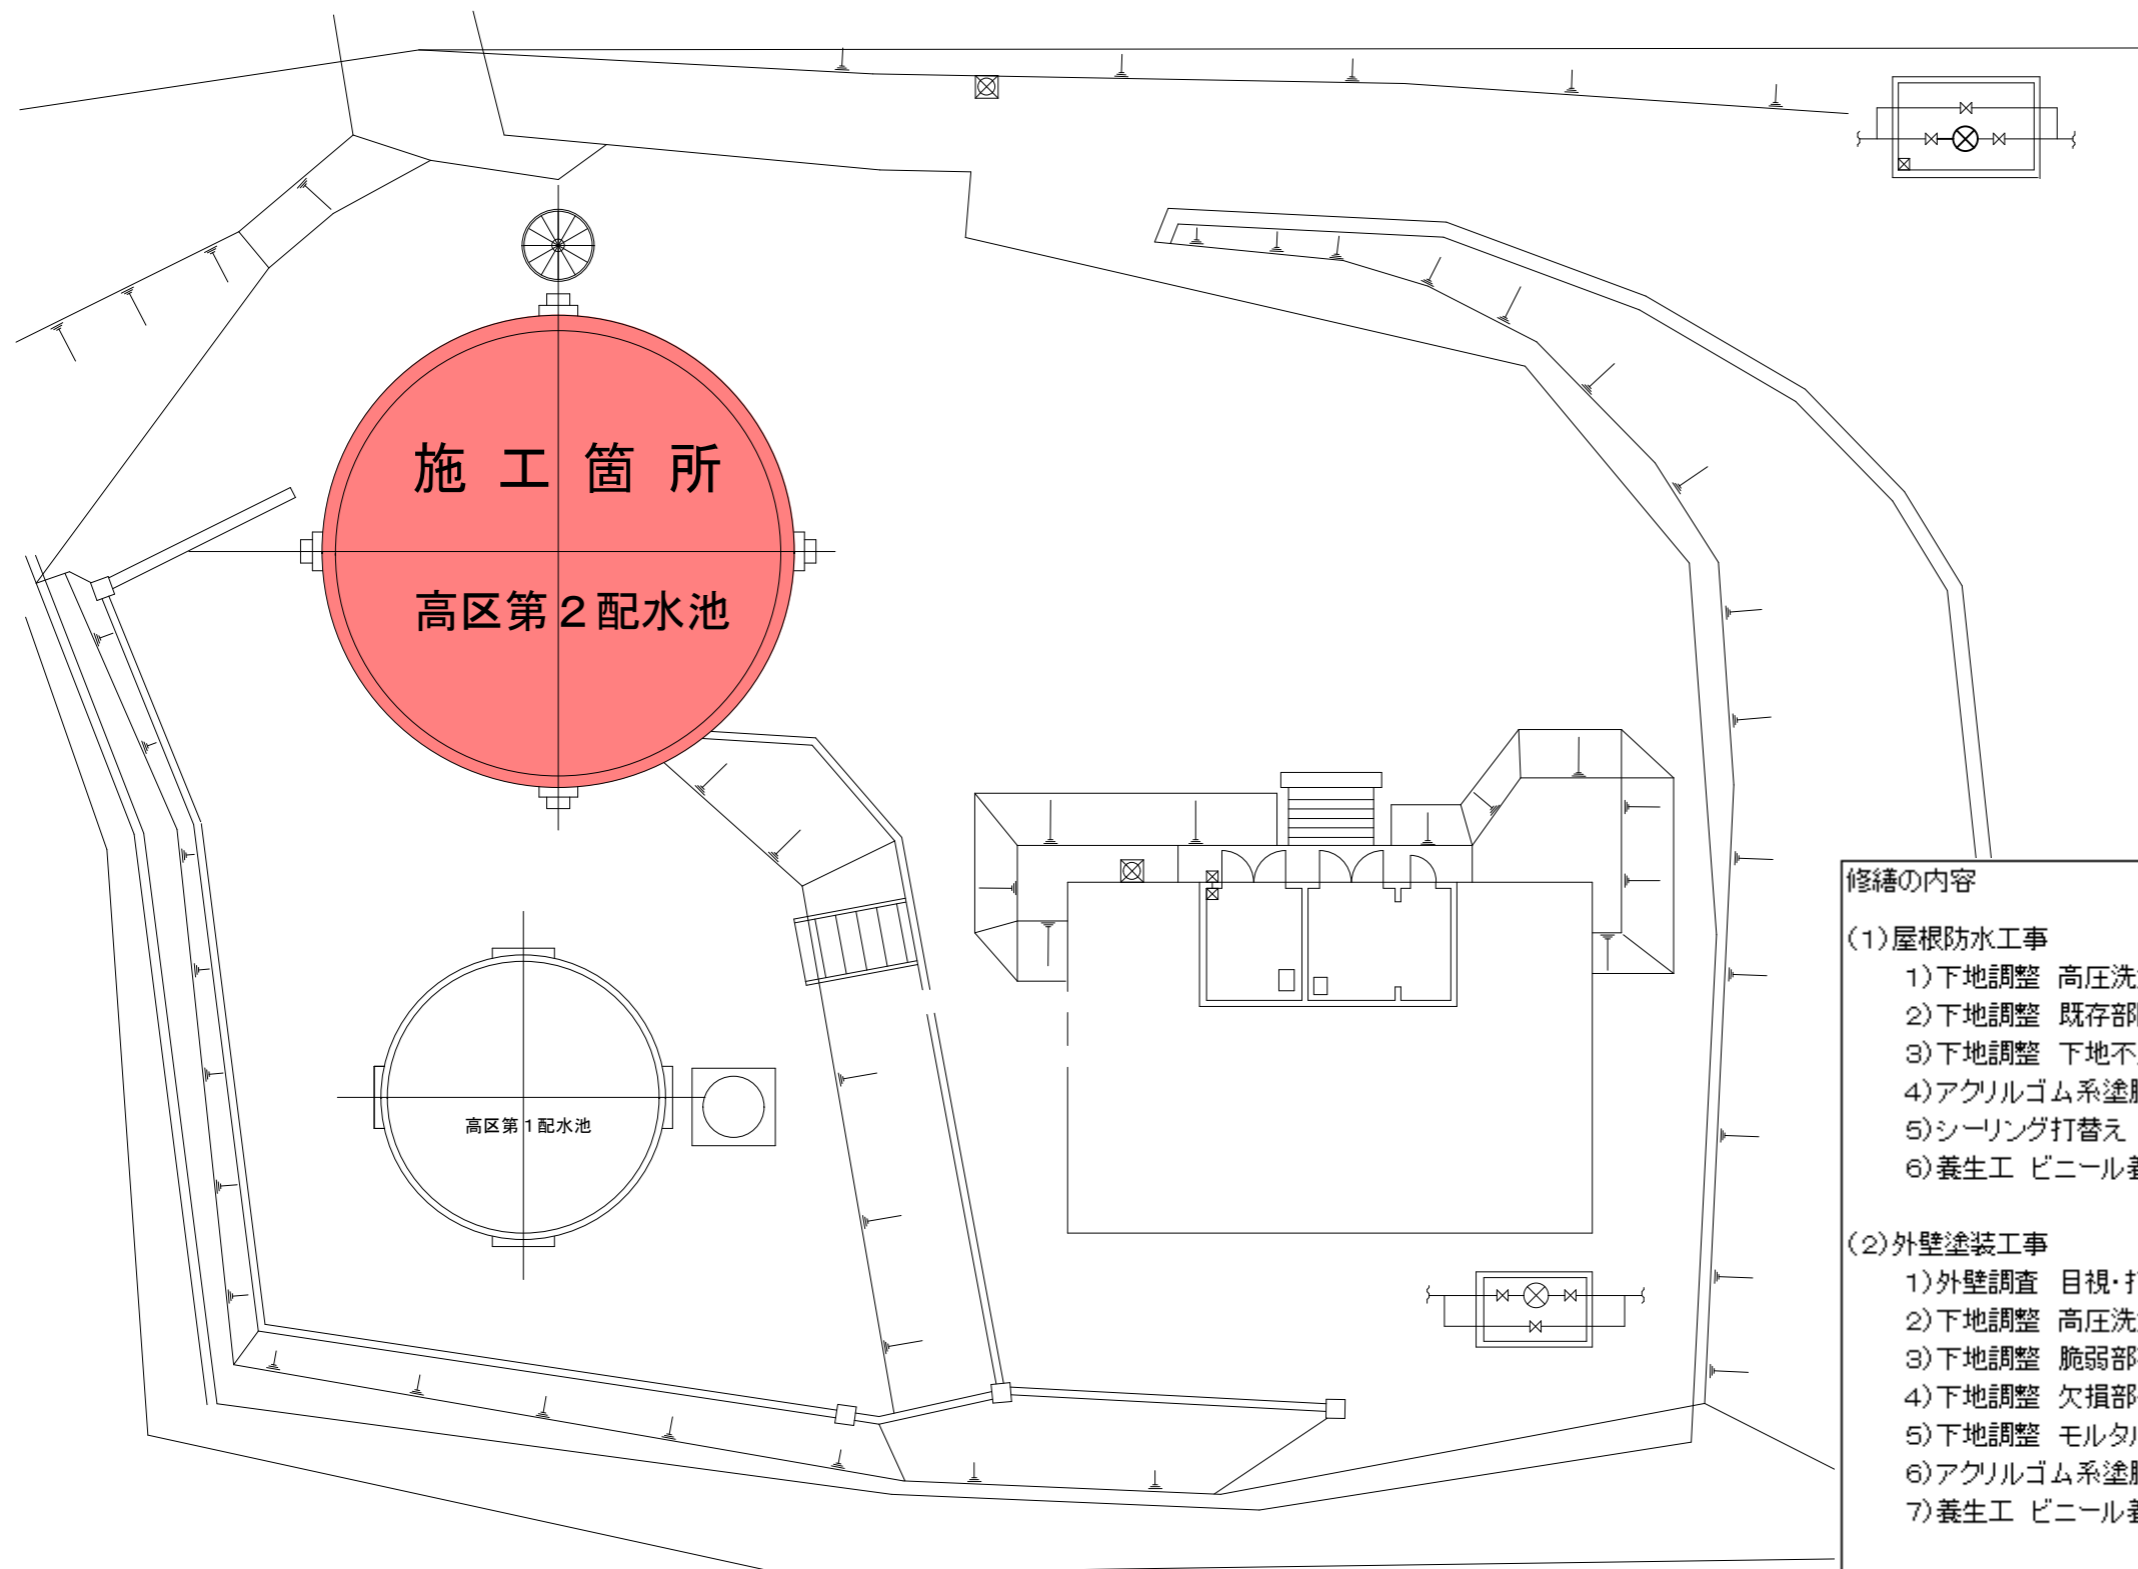 施工箇所
高区第２配水池
高区第１配水池
修繕の内容
(1)屋根防水工事
1)下地調整 高圧洗
2)下地調整 既存部
3)下地調整 下地不
4)アクリルゴム系塗
5)シーリング打替え
6)養生工 ビニール
(2)外壁塗装工事
1)外壁調査 目視・
2)下地調整 高圧洗
3)下地調整 脆弱部
4)下地調整 欠損部
5)下地調整 モルタル
6)アクリルゴム系塗
7)養生工 ビニール